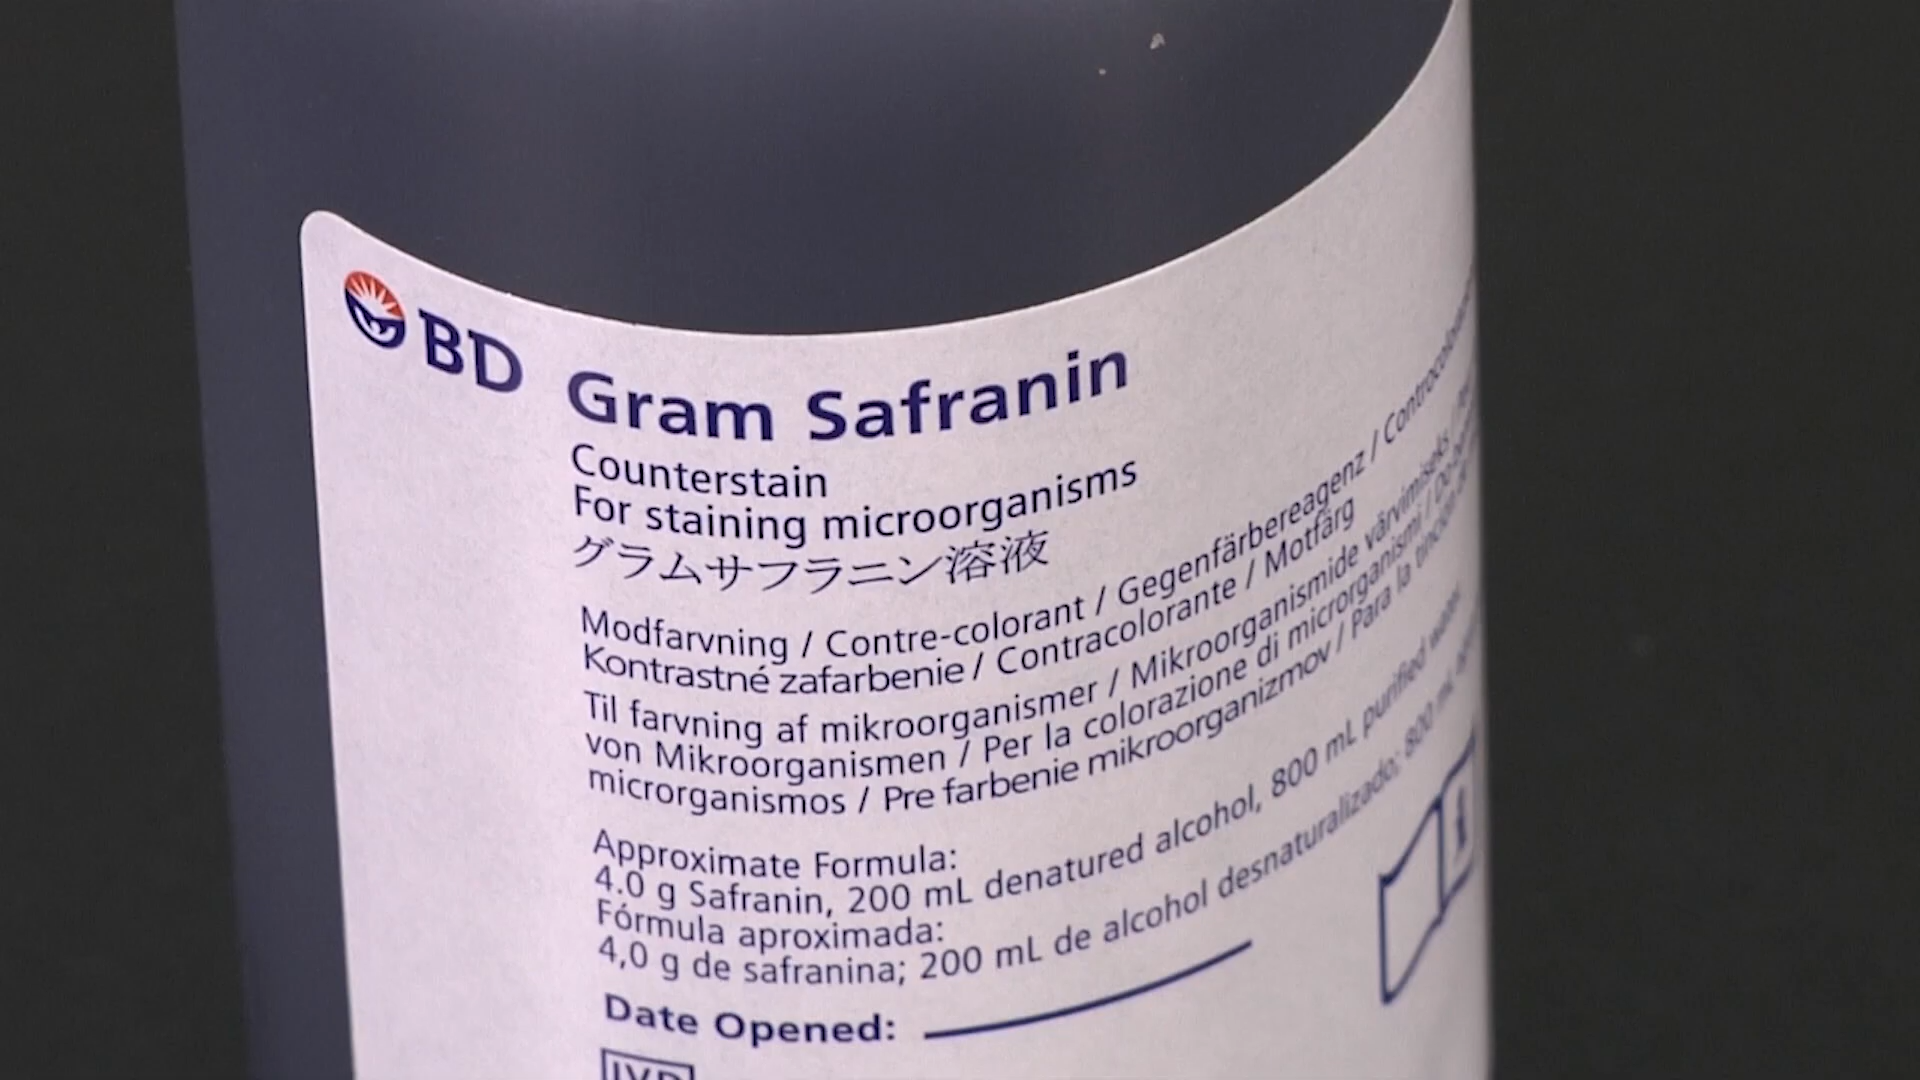 BD Gram Safranin
Counterstain
For staining microorganisms
グラムサフラニン溶液
Modfarvning / Contre-colorant / Gegenfärbereagenz /
Kontrastné zafarbenie / Contracolorante / Motfärg
Til farvning af mikroorganismer / Mikroorganismide värvimiseks /
von Mikroorganismen / Per la colorazione di microrganismi /
microrganismos / Pre farbenie mikroorganizmov / Para la
Approximate Formula:
4.0 g Safranin, 200 mL denatured alcohol, 800 mL purified water.
Fórmula aproximada:
4,0 g de safranina; 200 mL de alcohol desnaturalizado; 800 mL
Date Opened:
IVD